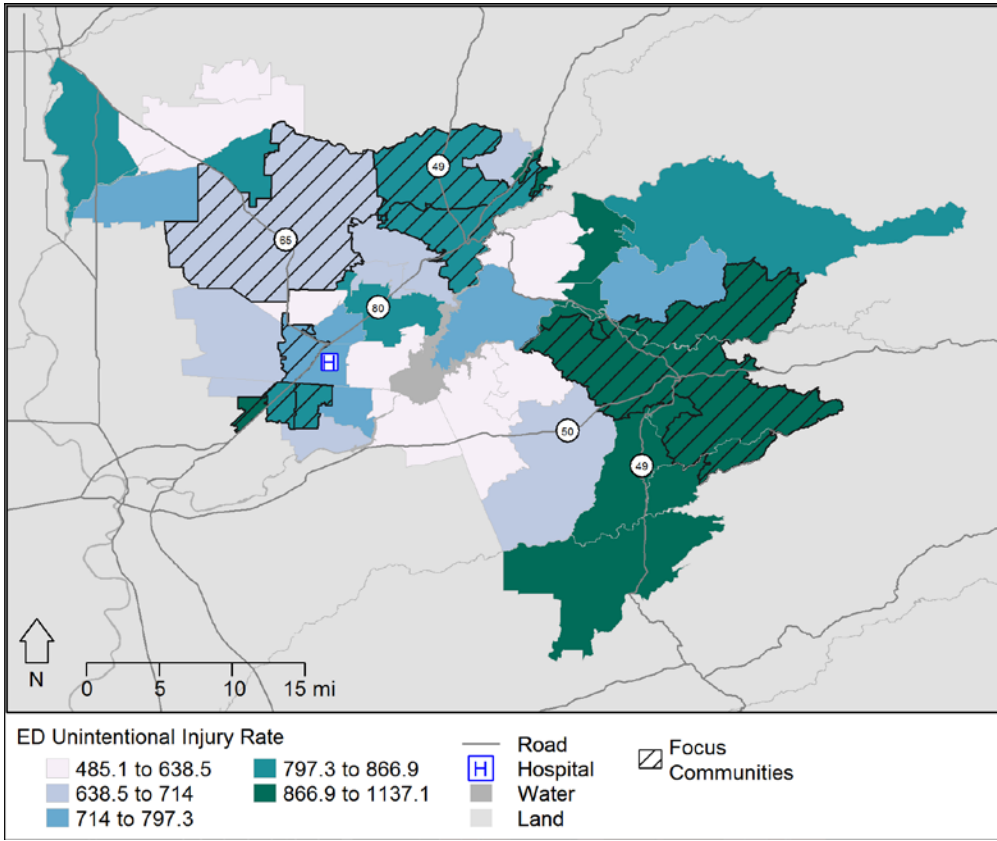 49
65
80
50
49
H
N
0 5 10 15 mi
ED Unintentional Injury Rate
485.1 to 638.5
638.5 to 714
714 to 797.3
797.3 to 866.9
866.9 to 1137.1
Road
H Hospital
Water
Land
Focus
Communities